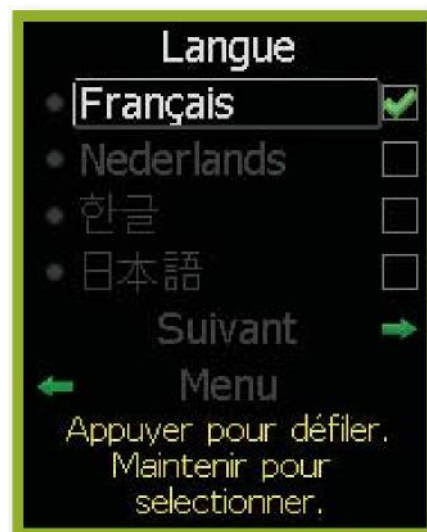 Langue
Français
Nederlands
한글
日本語
Suivant
Menu
Appuyer pour défiler.
Maintenir pour
selectionner.